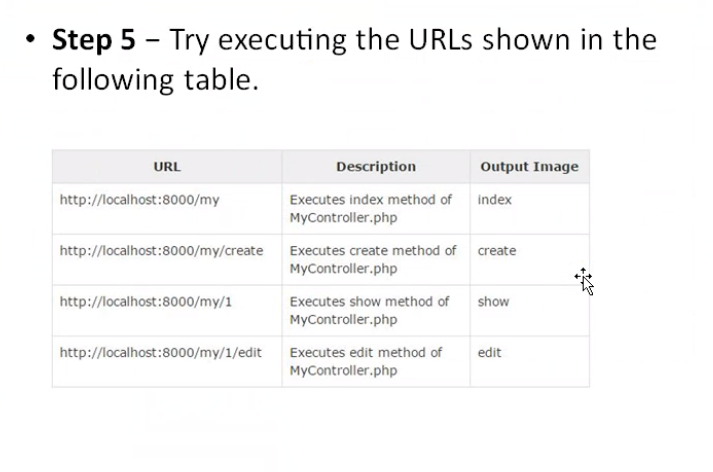 • Step 5 – Try executing the URLs shown in the
following table.
URL Description Output Image
http://localhost:8000/my Executes index method of MyController.php index
http://localhost:8000/my/create Executes create method of MyController.php create
http://localhost:8000/my/1 Executes show method of MyController.php show
http://localhost:8000/my/1/edit Executes edit method of MyController.php edit